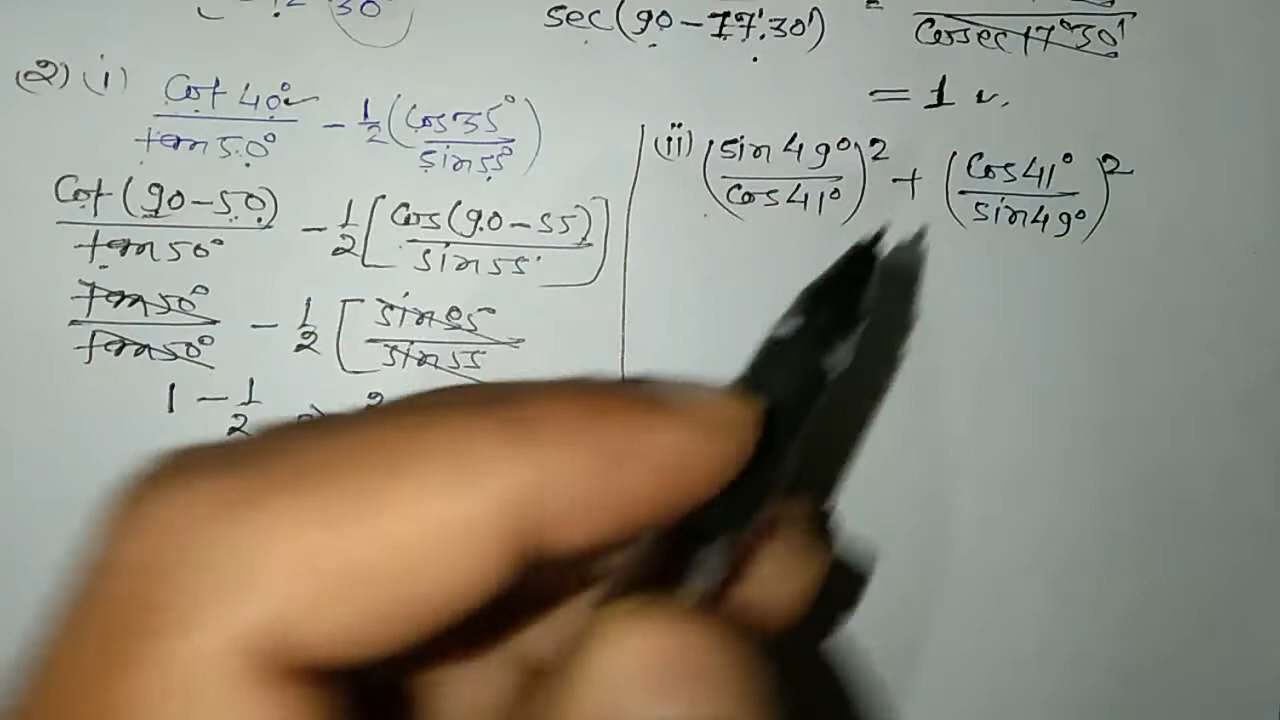 30
sec(90-17°.30') = 
cosec 17°30'
= 1
(2) (i) cot 40° / tan 50° - 1/2 (cos 35° / sin 55°)
cot (90-50) / tan 50° - 1/2 [cos (90-55) / sin 55°]
tan 50° / tan 50° - 1/2 [sin 55 / sin 55
1 - 1/2
(ii) (sin 49° / cos 41°)2 + (cos 41° / sin 49°)2